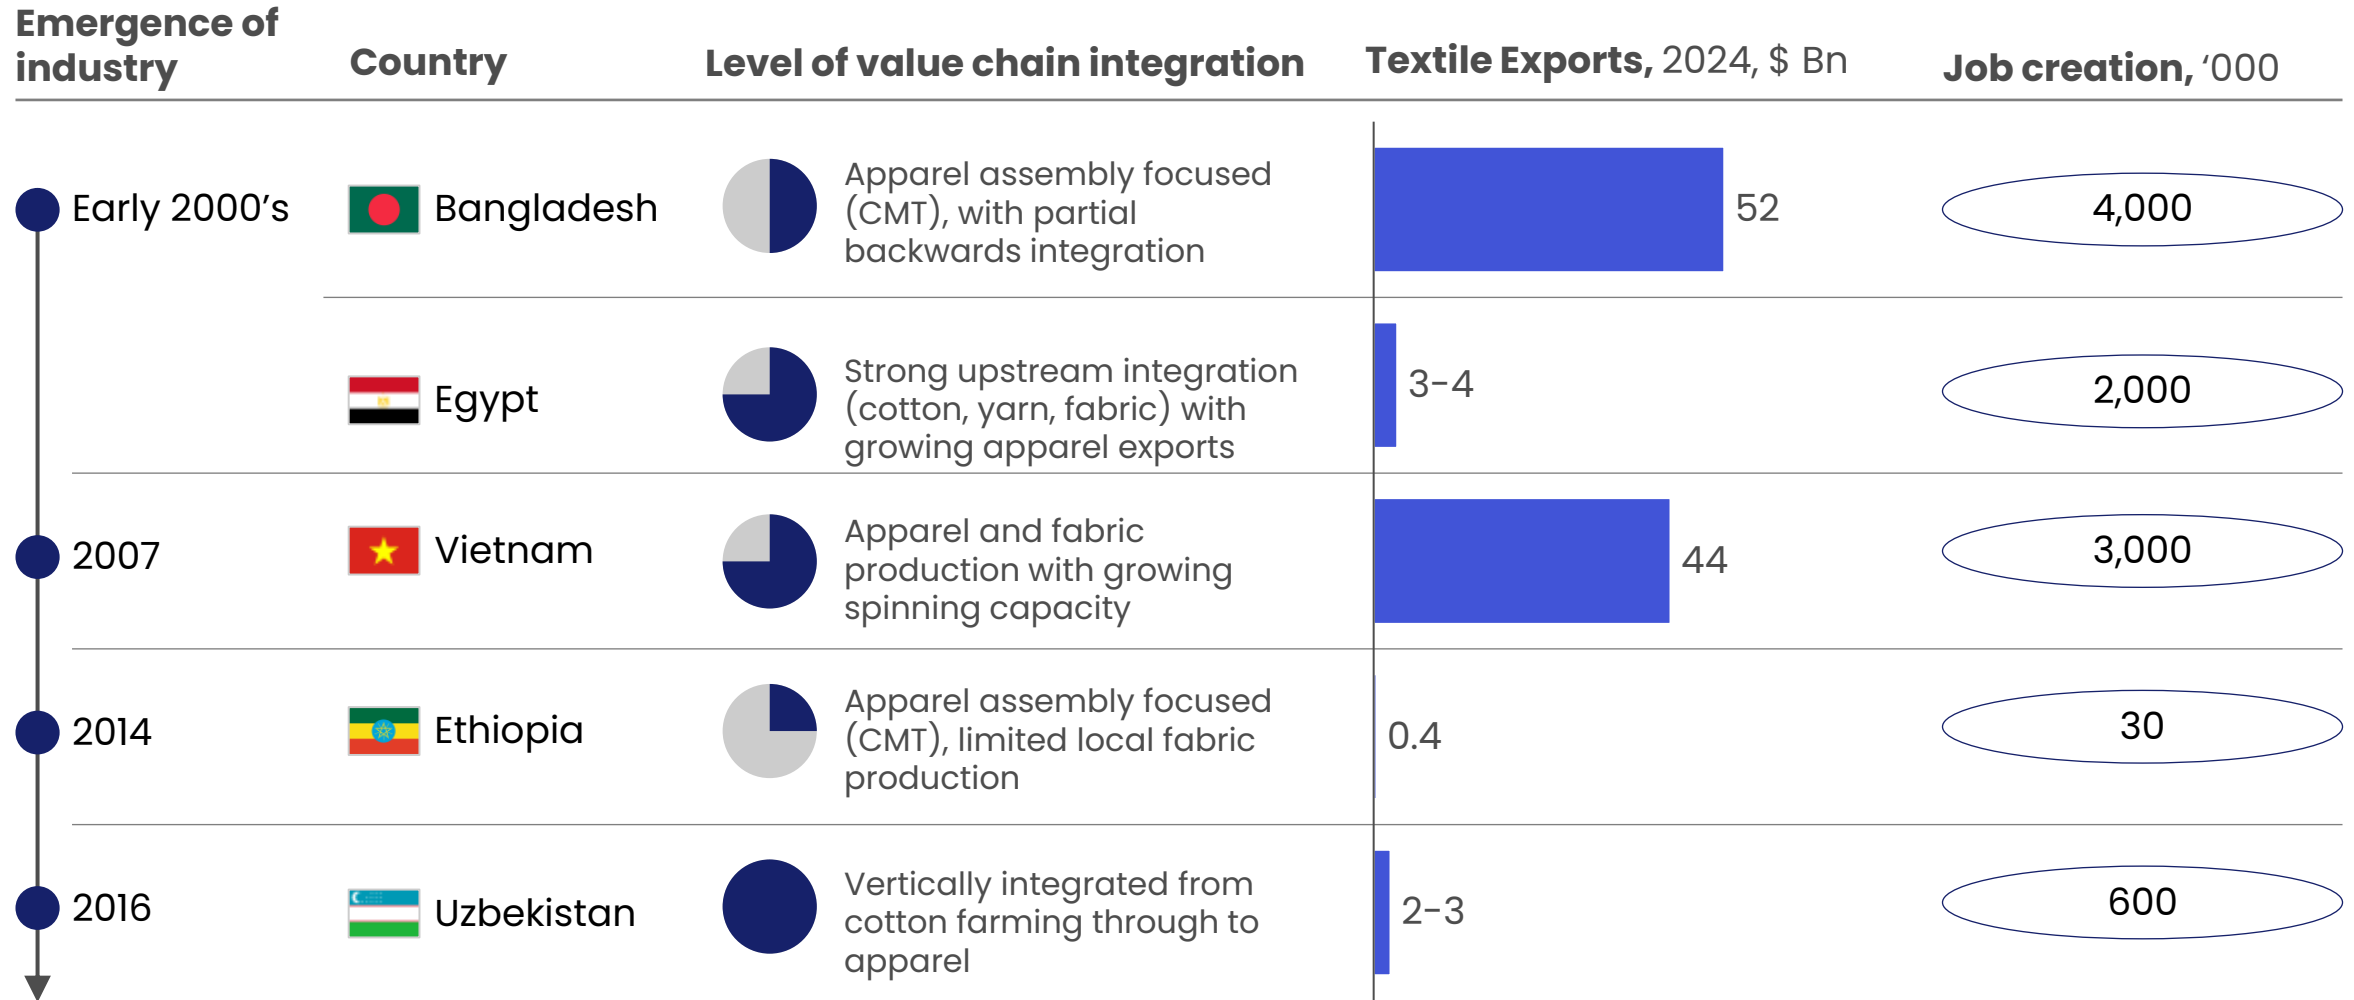 Emergence of
industry
Country
Level of value chain integration
Textile Exports, 2024, $ Bn
Job creation, ‘000
Early 2000’s
Bangladesh
Apparel assembly focused
(CMT), with partial
backwards integration
52
4,000
Egypt
Strong upstream integration
(cotton, yarn, fabric) with
growing apparel exports
3-4
2,000
2007
Vietnam
Apparel and fabric
production with growing
spinning capacity
44
3,000
2014
Ethiopia
Apparel assembly focused
(CMT), limited local fabric
production
0.4
30
2016
Uzbekistan
Vertically integrated from
cotton farming through to
apparel
2-3
600